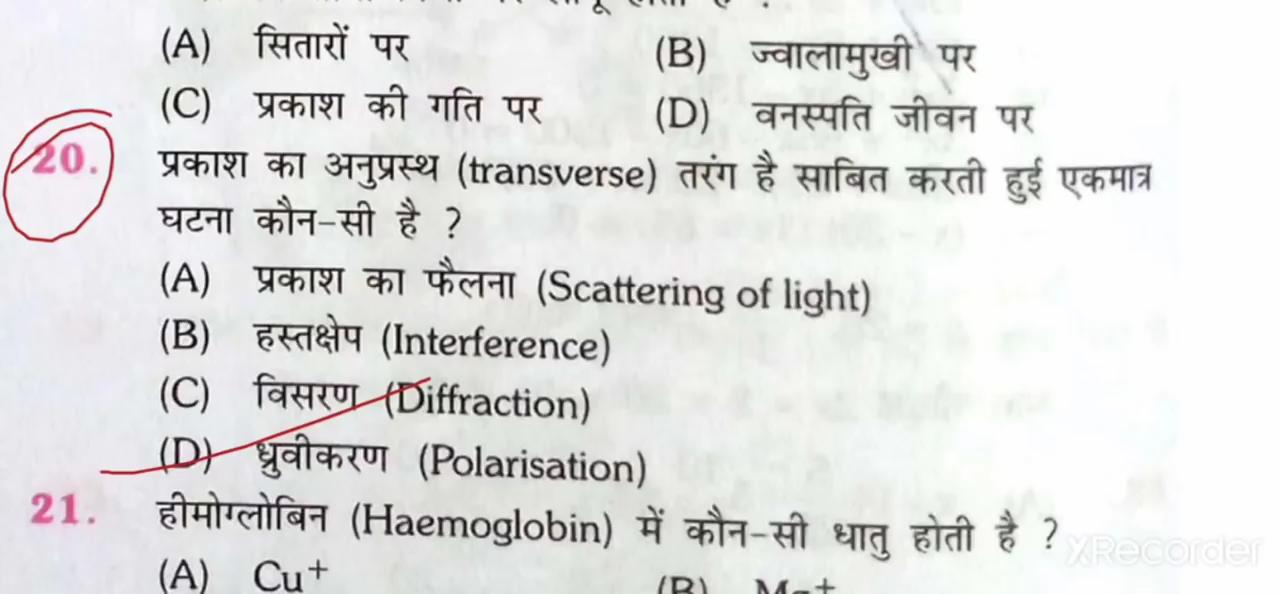 (A) सितारों पर (B) ज्वालामुखी पर
(C) प्रकाश की गति पर (D) वनस्पति जीवन पर
20. प्रकाश का अनुप्रस्थ (transverse) तरंग है साबित करती हुई एकमात्र
घटना कौन-सी है ?
(A) प्रकाश का फैलना (Scattering of light)
(B) हस्तक्षेप (Interference)
(C) विसरण (Diffraction)
(D) ध्रुवीकरण (Polarisation)
21. हीमोग्लोबिन (Haemoglobin) में कौन-सी धातु होती है ?
XRecorder
(A) Cu+ (B)